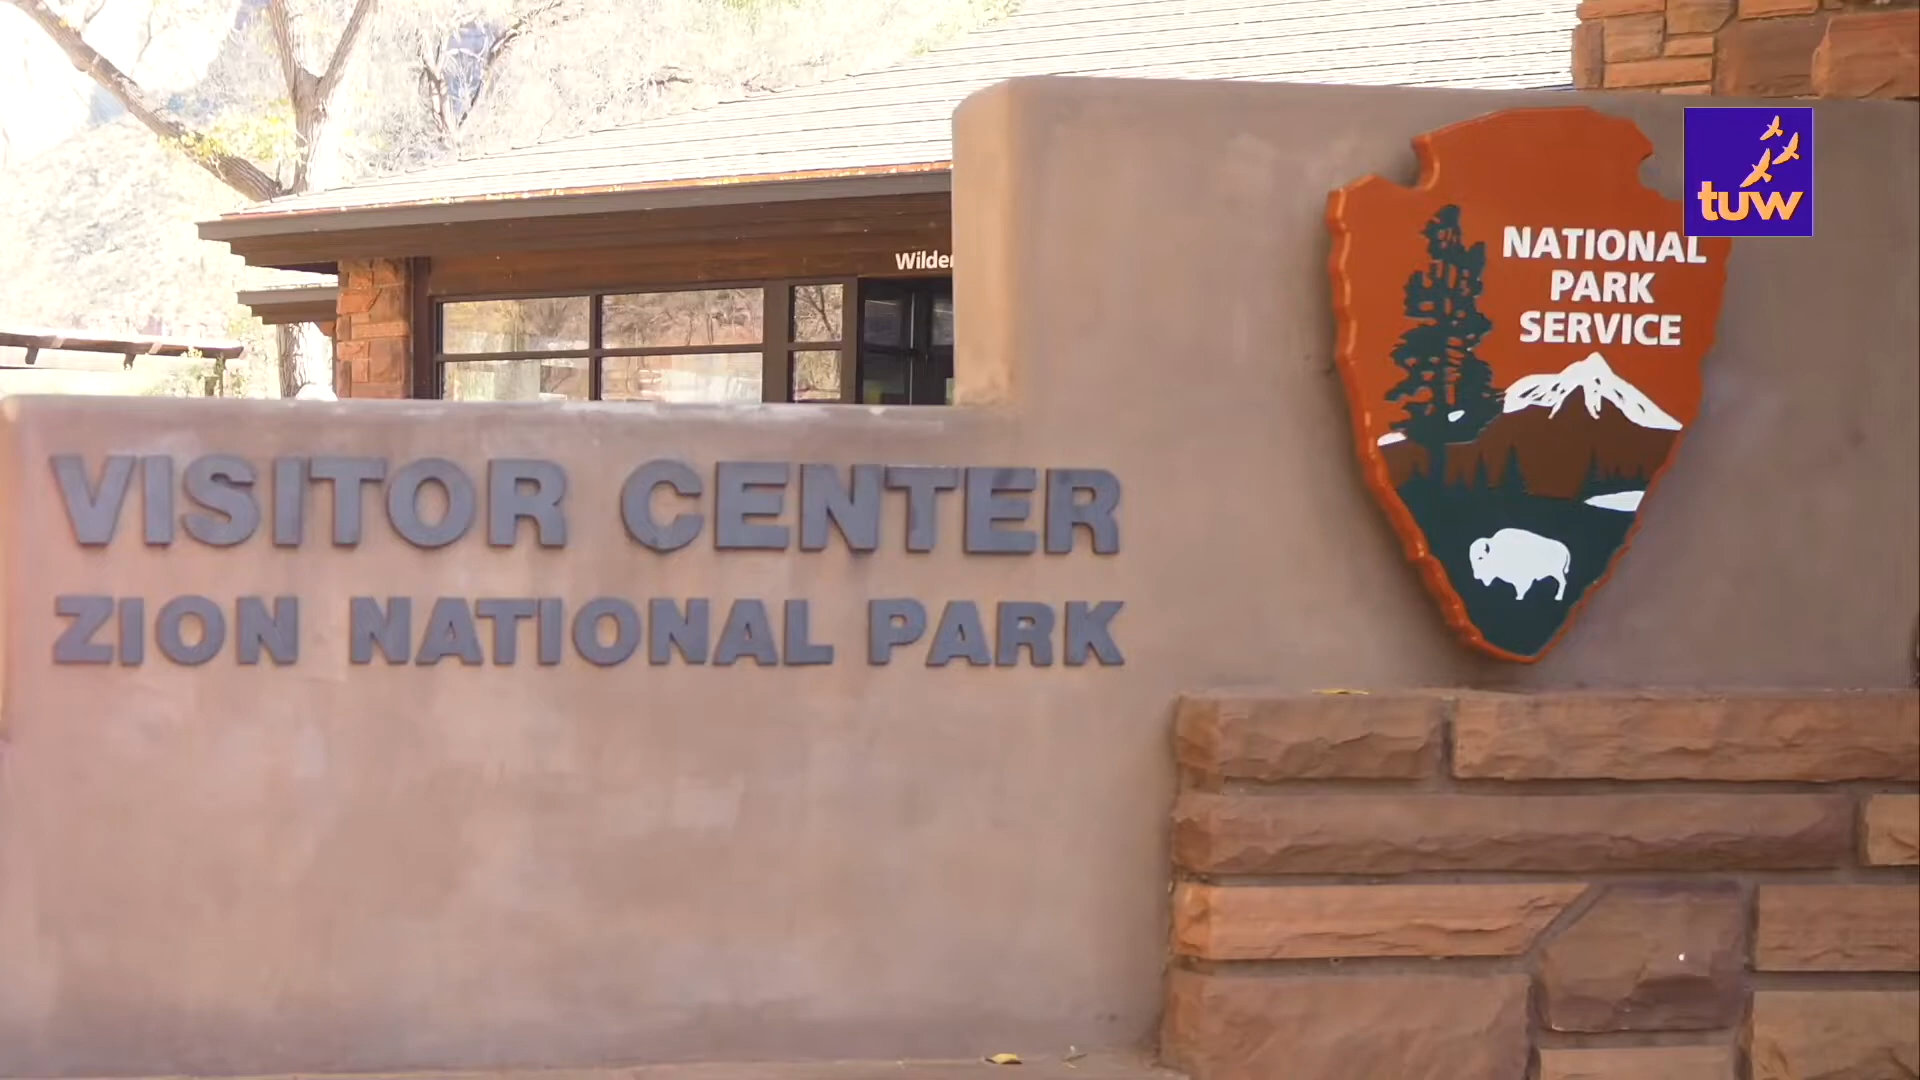 tuw
NATIONAL
PARK
SERVICE
VISITOR CENTER
ZION NATIONAL PARK